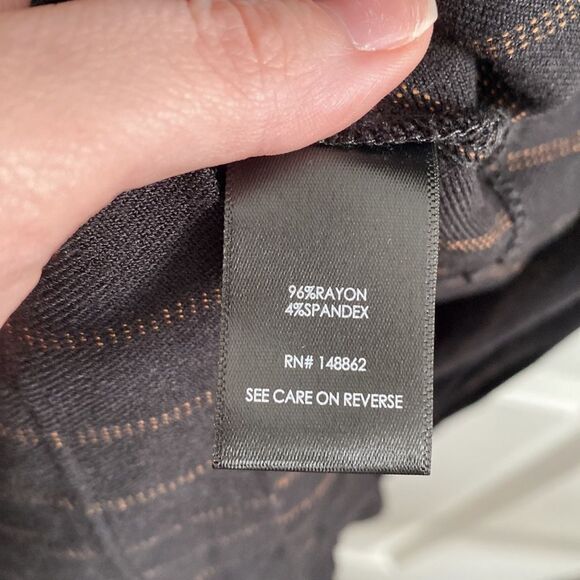 96%RAYON
4%SPANDEX
RN# 148862
SEE CARE ON REVERSE